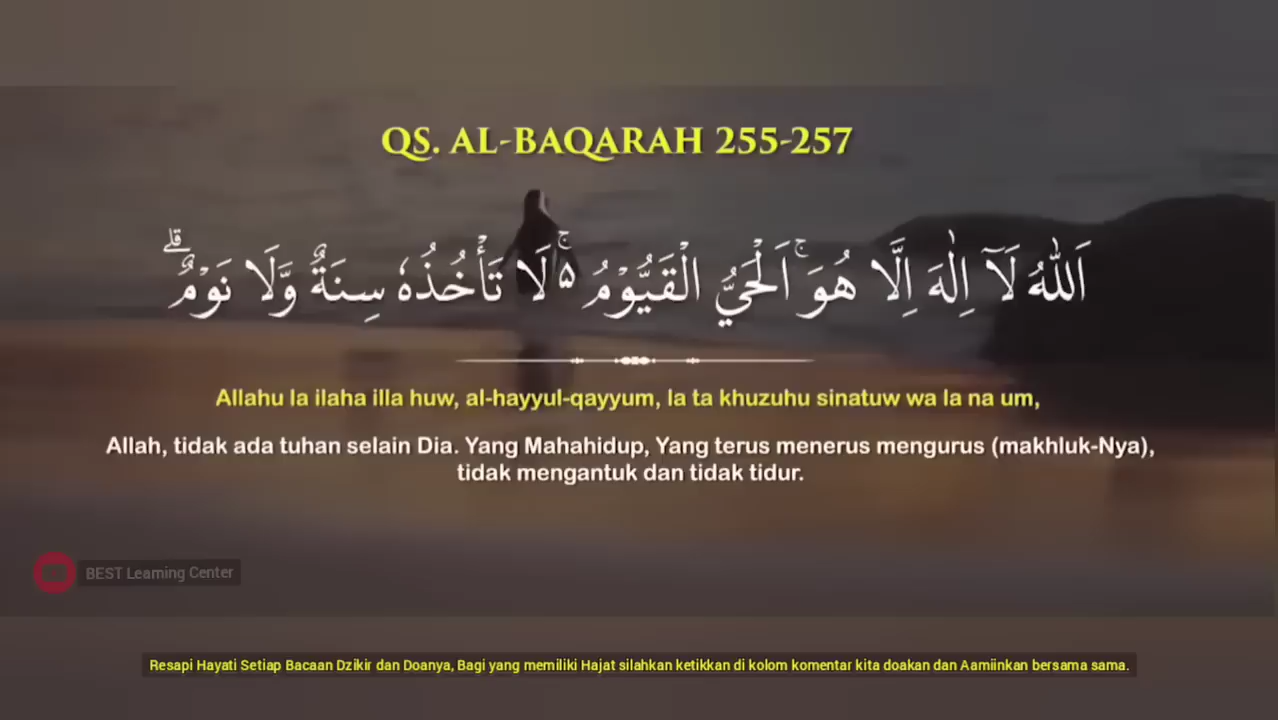 QS. AL-BAQARAH 255-257
اَللّٰهُ لَآ اِلٰهَ اِلَّا هُوَۚ اَلْحَيُّ الْقَيُّوْمُ ەۚ لَا تَأْخُذُهٗ سِنَةٌ وَّلَا نَوْمٌۗ
Allahu la ilaha illa huw, al-hayyul-qayyum, la ta khuzuhu sinatuw wa la na um,
Allah, tidak ada tuhan selain Dia. Yang Mahahidup, Yang terus menerus mengurus (makhluk-Nya),
tidak mengantuk dan tidak tidur.
BEST Learning Center
Resapi Hayati Setiap Bacaan Dzikir dan Doanya, Bagi yang memiliki Hajat silahkan ketikkan di kolom komentar kita doakan dan Aamiinkan bersama sama.